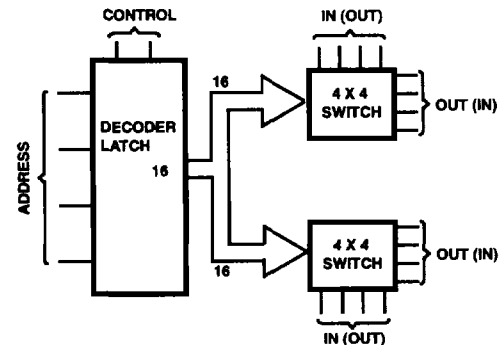 CONTROL
IN (OUT)
16
4 X 4
SWITCH
OUT (IN)
DECODER
LATCH
16
ADDRESS
16
4 X 4
SWITCH
OUT (IN)
IN (OUT)